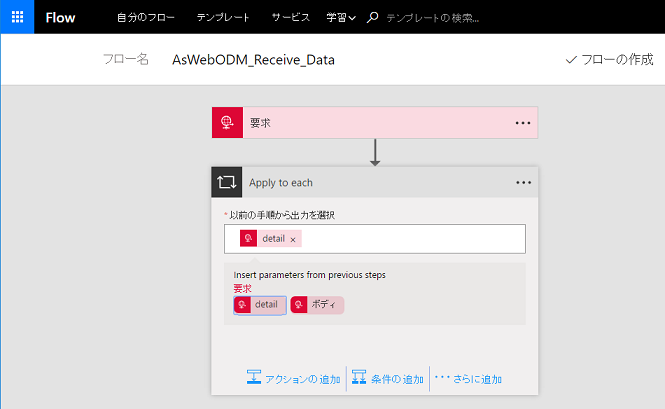 Flow 自分のフロー テンプレート サービス 学習 テンプレートの検索...
フロー名 AsWebODM_Receive_Data フローの作成
要求
Apply to each
*以前の手順から出力を選択
detail ×
Insert parameters from previous steps
要求
detail ボディ
アクションの追加 条件の追加 さらに追加